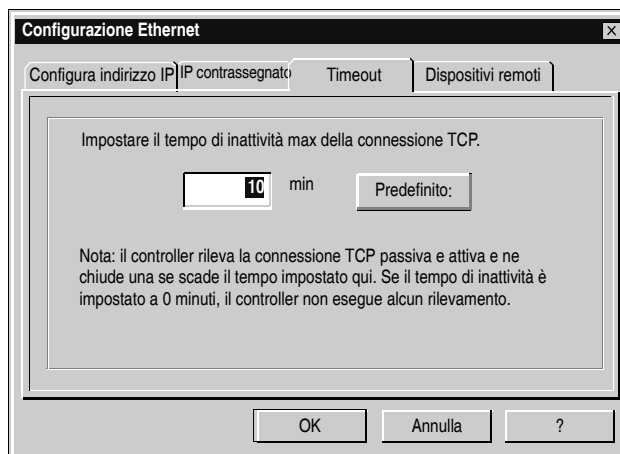 Configurazione Ethernet
Configura indirizzo IP
IP contrassegnato
Timeout
Dispositivi remoti
Impostare il tempo di inattività max della connessione TCP.
10
min
Predefinito:
Nota: il controller rileva la connessione TCP passiva e attiva e ne
chiude una se scade il tempo impostato qui. Se il tempo di inattività è
impostato a 0 minuti, il controller non esegue alcun rilevamento.
OK
Annulla
?